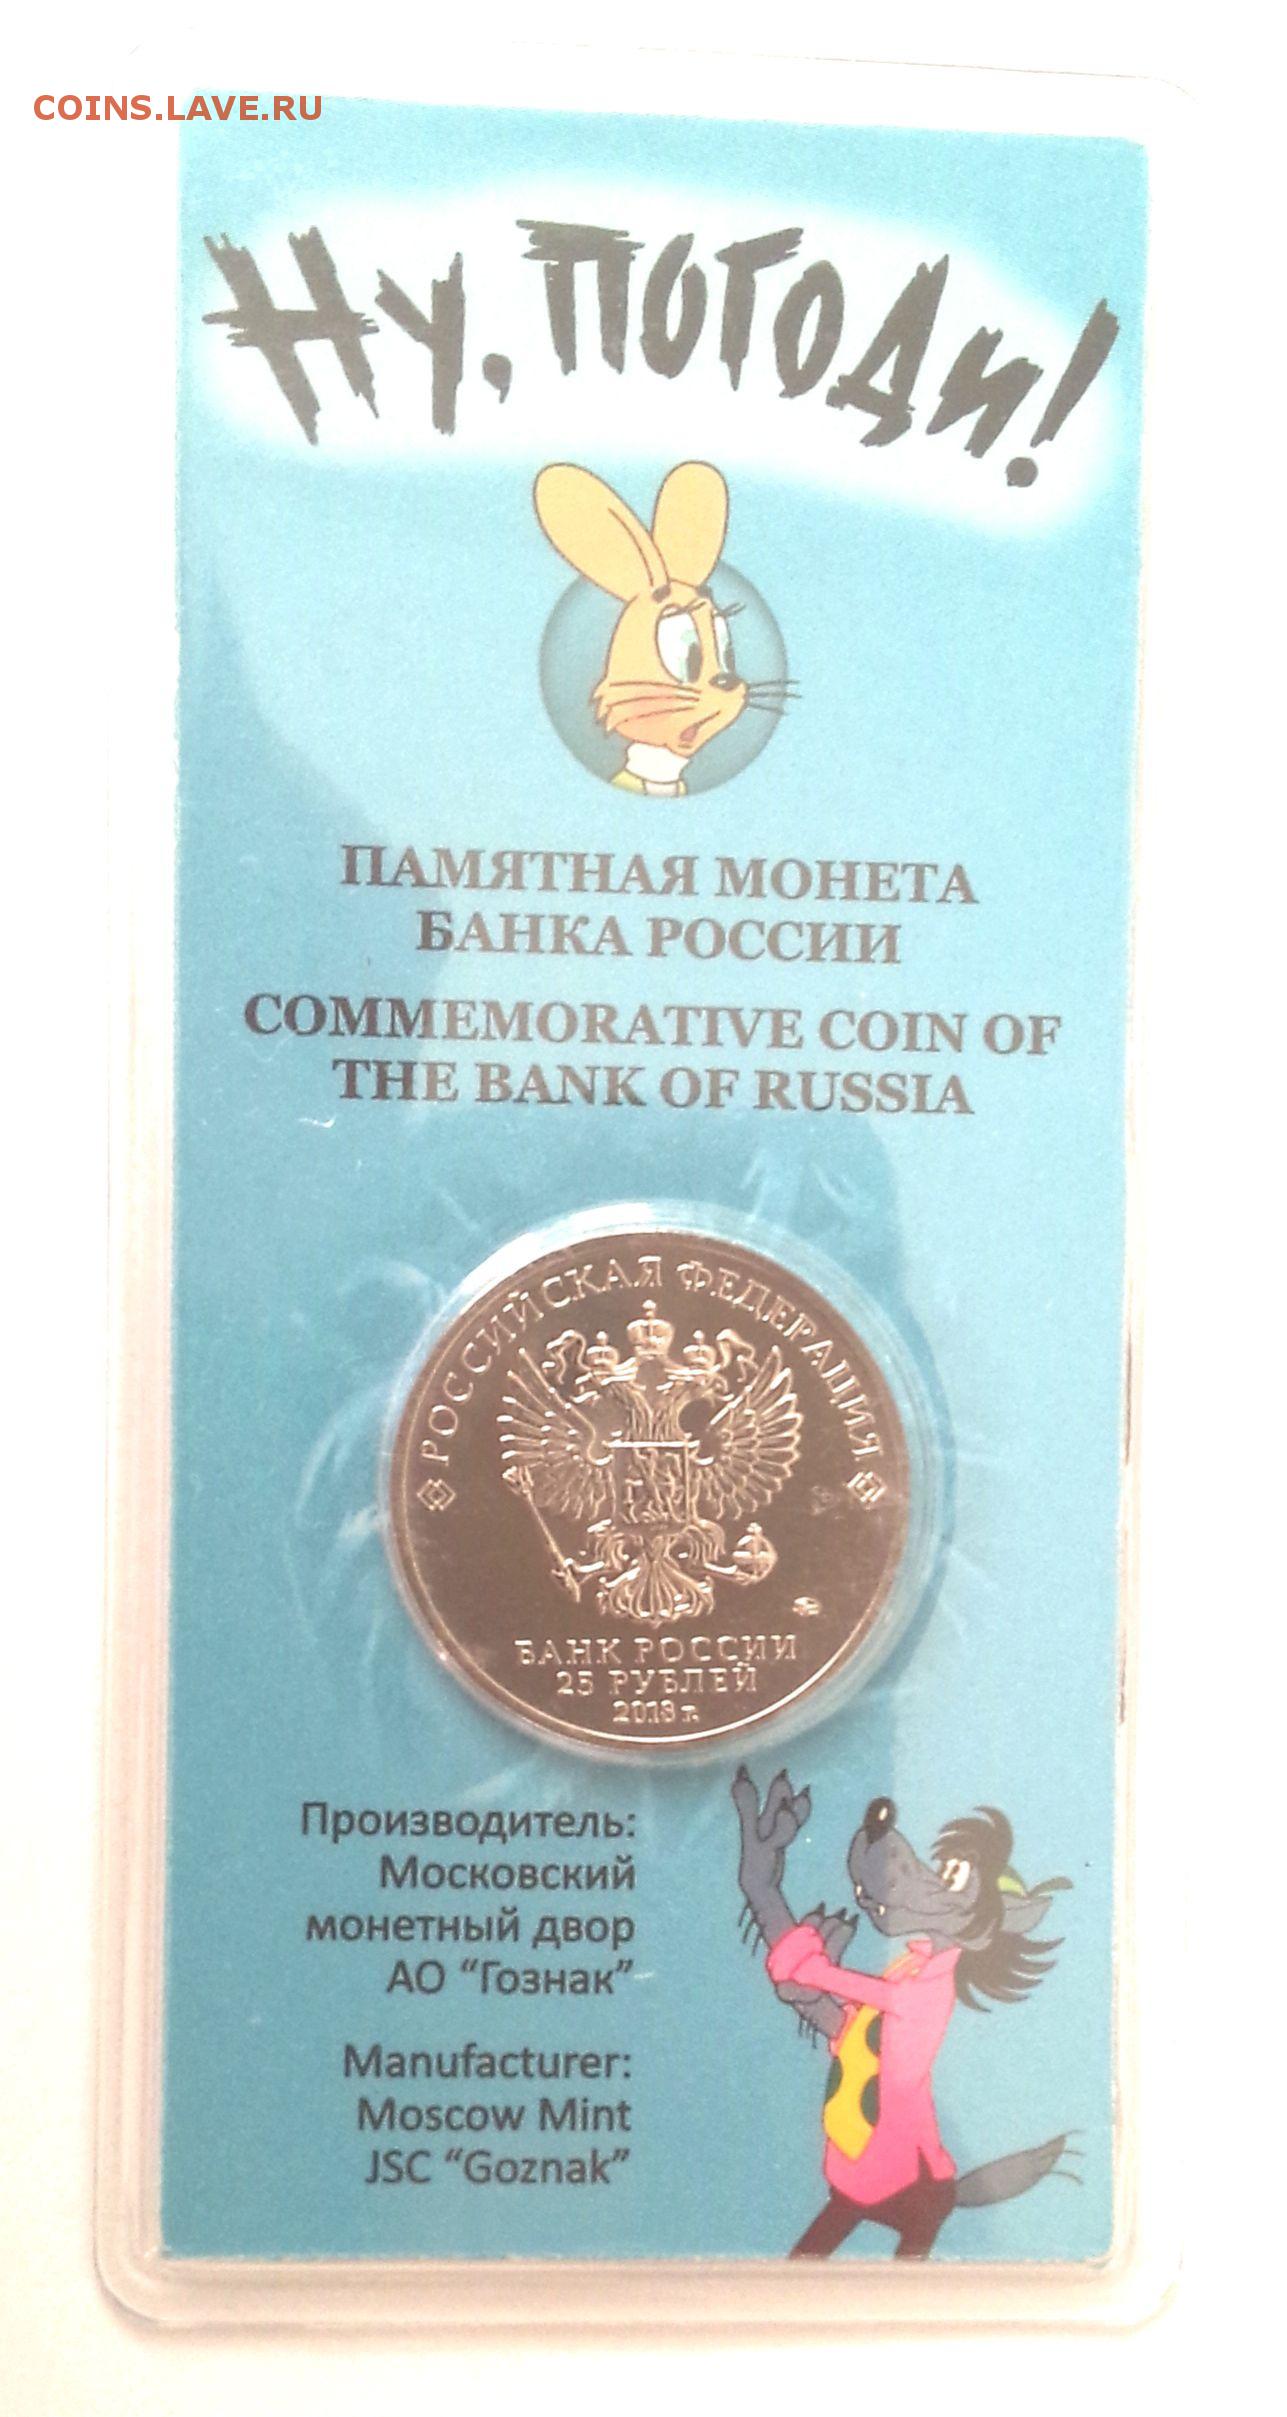 COINS.LAVE.RU
Ну, погоди!
ПАМЯТНАЯ МОНЕТА
БАНКА РОССИИ
COMMEMORATIVE COIN OF
THE BANK OF RUSSIA
РОССИЙСКАЯ ФЕДЕРАЦИЯ
БАНК РОССИИ
25 РУБЛЕЙ
2018 г.
Производитель:
Московский
монетный двор
АО “Гознак”
Manufacturer:
Moscow Mint
JSC “Goznak”